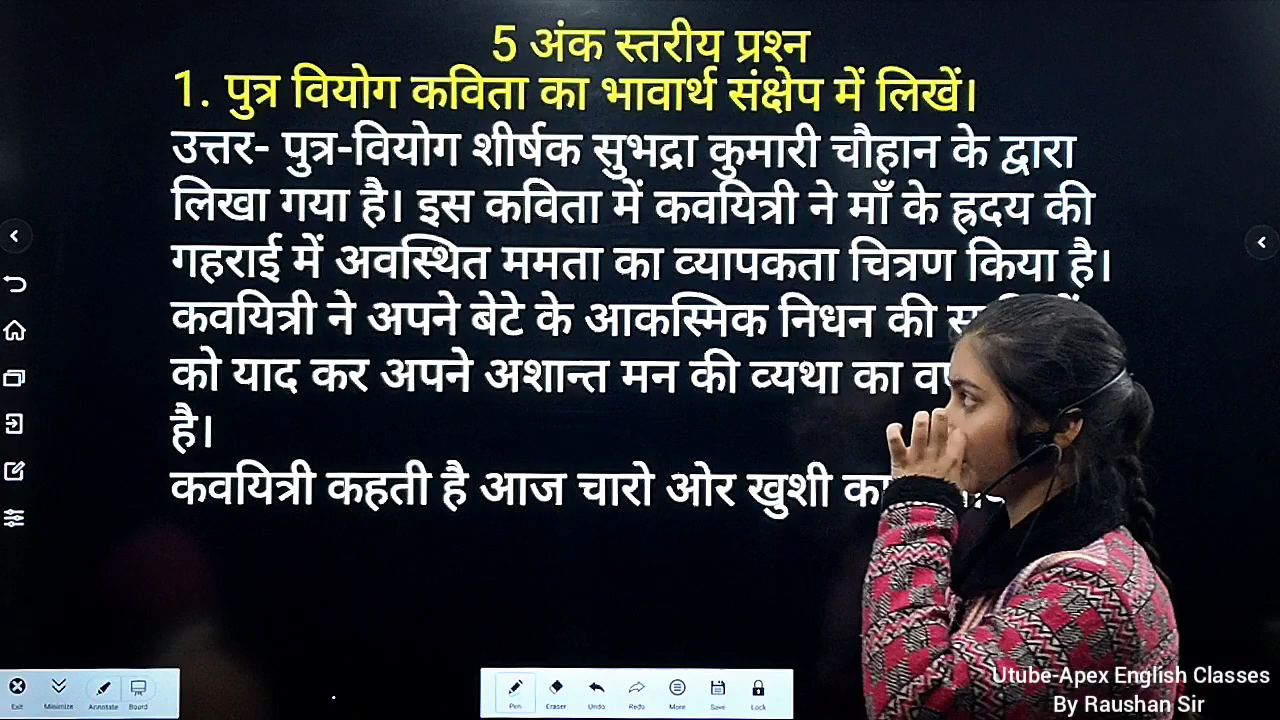 5 अंक स्तरीय प्रश्न
1. पुत्र वियोग कविता का भावार्थ संक्षेप में लिखें।
उत्तर- पुत्र-वियोग शीर्षक सुभद्रा कुमारी चौहान के द्वारा
लिखा गया है। इस कविता में कवयित्री ने माँ के ह्रदय की
गहराई में अवस्थित ममता का व्यापकता चित्रण किया है।
कवयित्री ने अपने बेटे के आकस्मिक निधन की
को याद कर अपने अशान्त मन की व्यथा का
है।
कवयित्री कहती है आज चारो ओर खुशी
Exit Minimize Annotate Board
Pen Eraser Undo Redo More Save Lock
Utube-Apex English Classes
By Raushan Sir